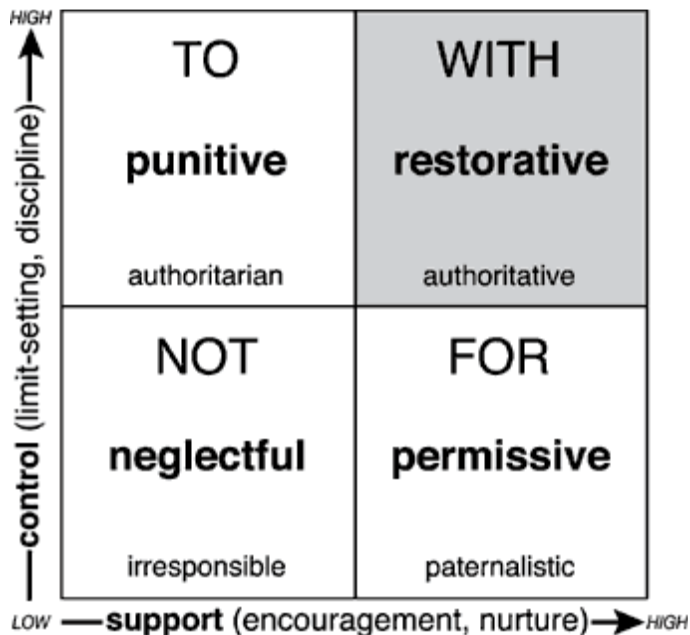 HIGH
TO
WITH
punitive
restorative
authoritarian
authoritative
NOT
FOR
neglectful
permissive
irresponsible
paternalistic
control (limit-setting, discipline)
LOW
support (encouragement, nurture)
HIGH